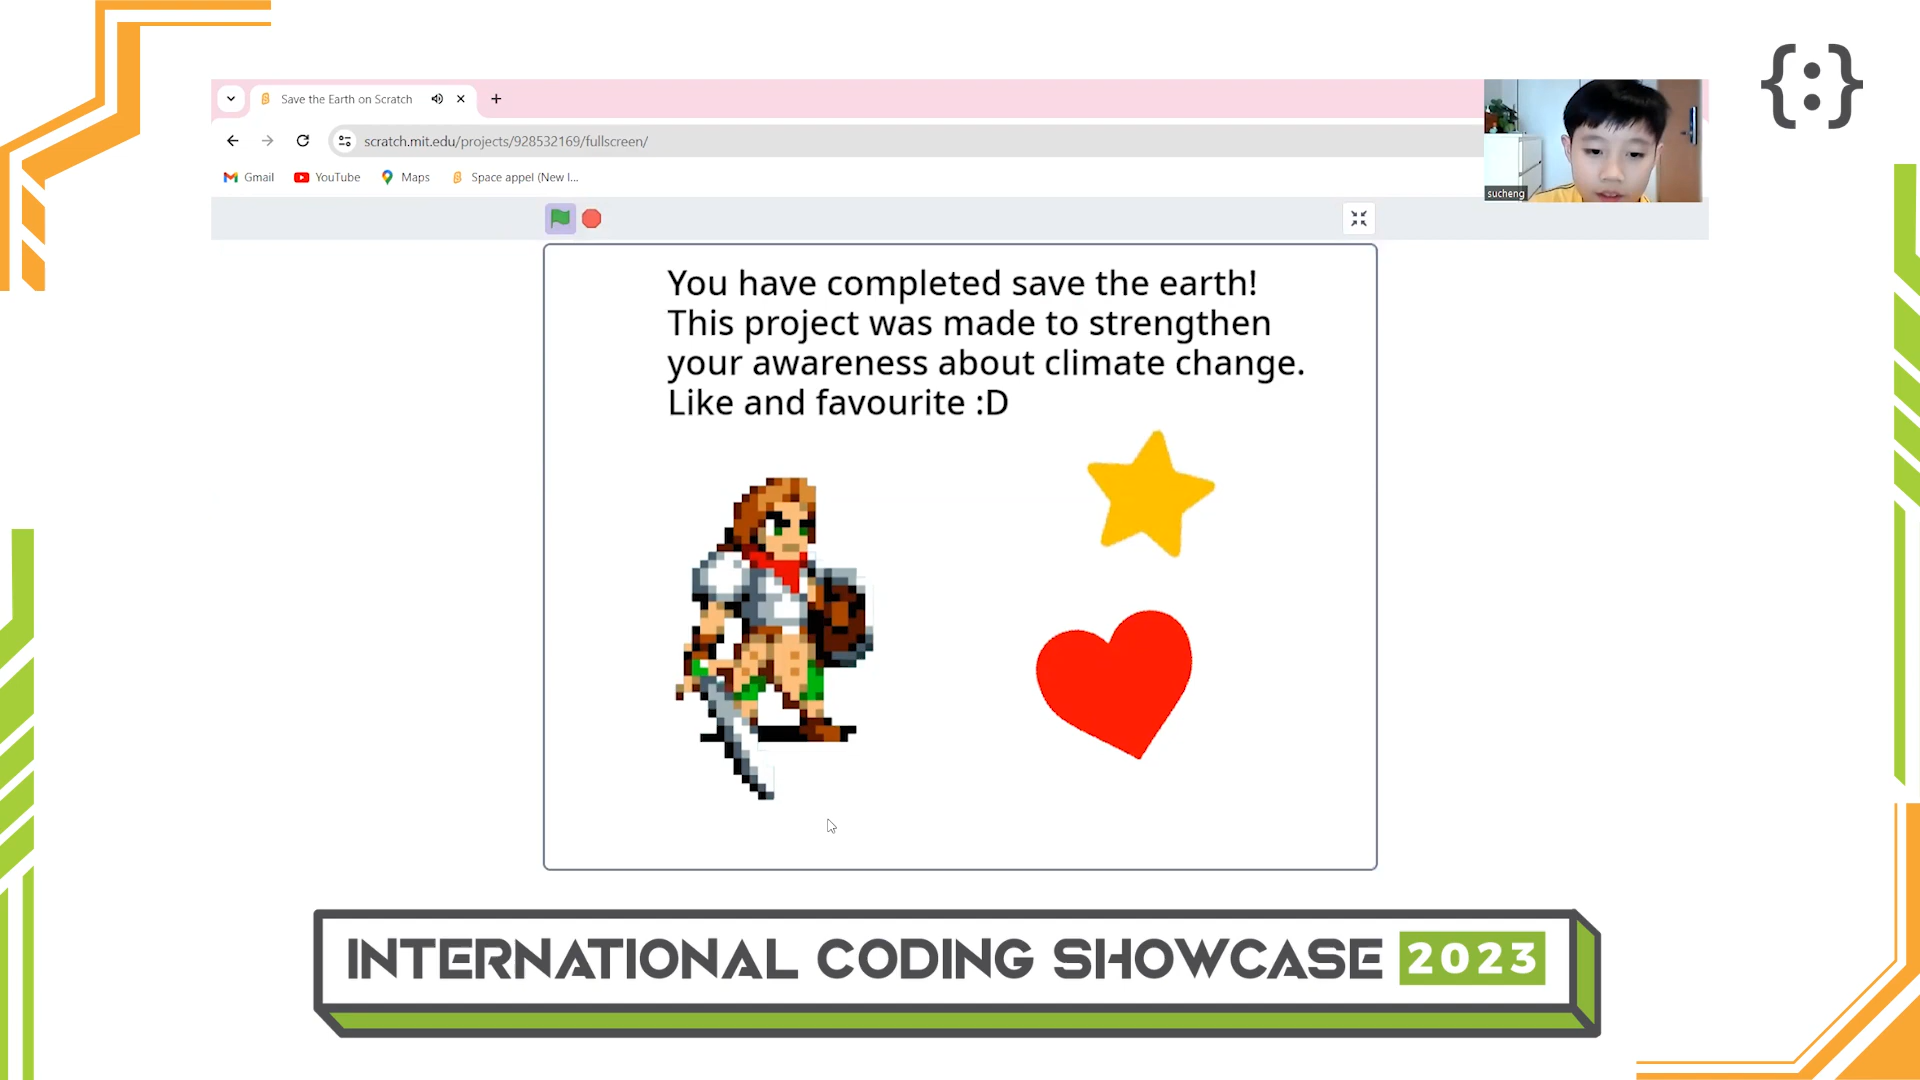 Save the Earth on Scratch
scratch.mit.edu/projects/928532169/fullscreen/
Gmail YouTube Maps Space appel (New I...
sucheng
You have completed save the earth!
This project was made to strengthen
your awareness about climate change.
Like and favourite :D
INTERNATIONAL CODING SHOWCASE 2023